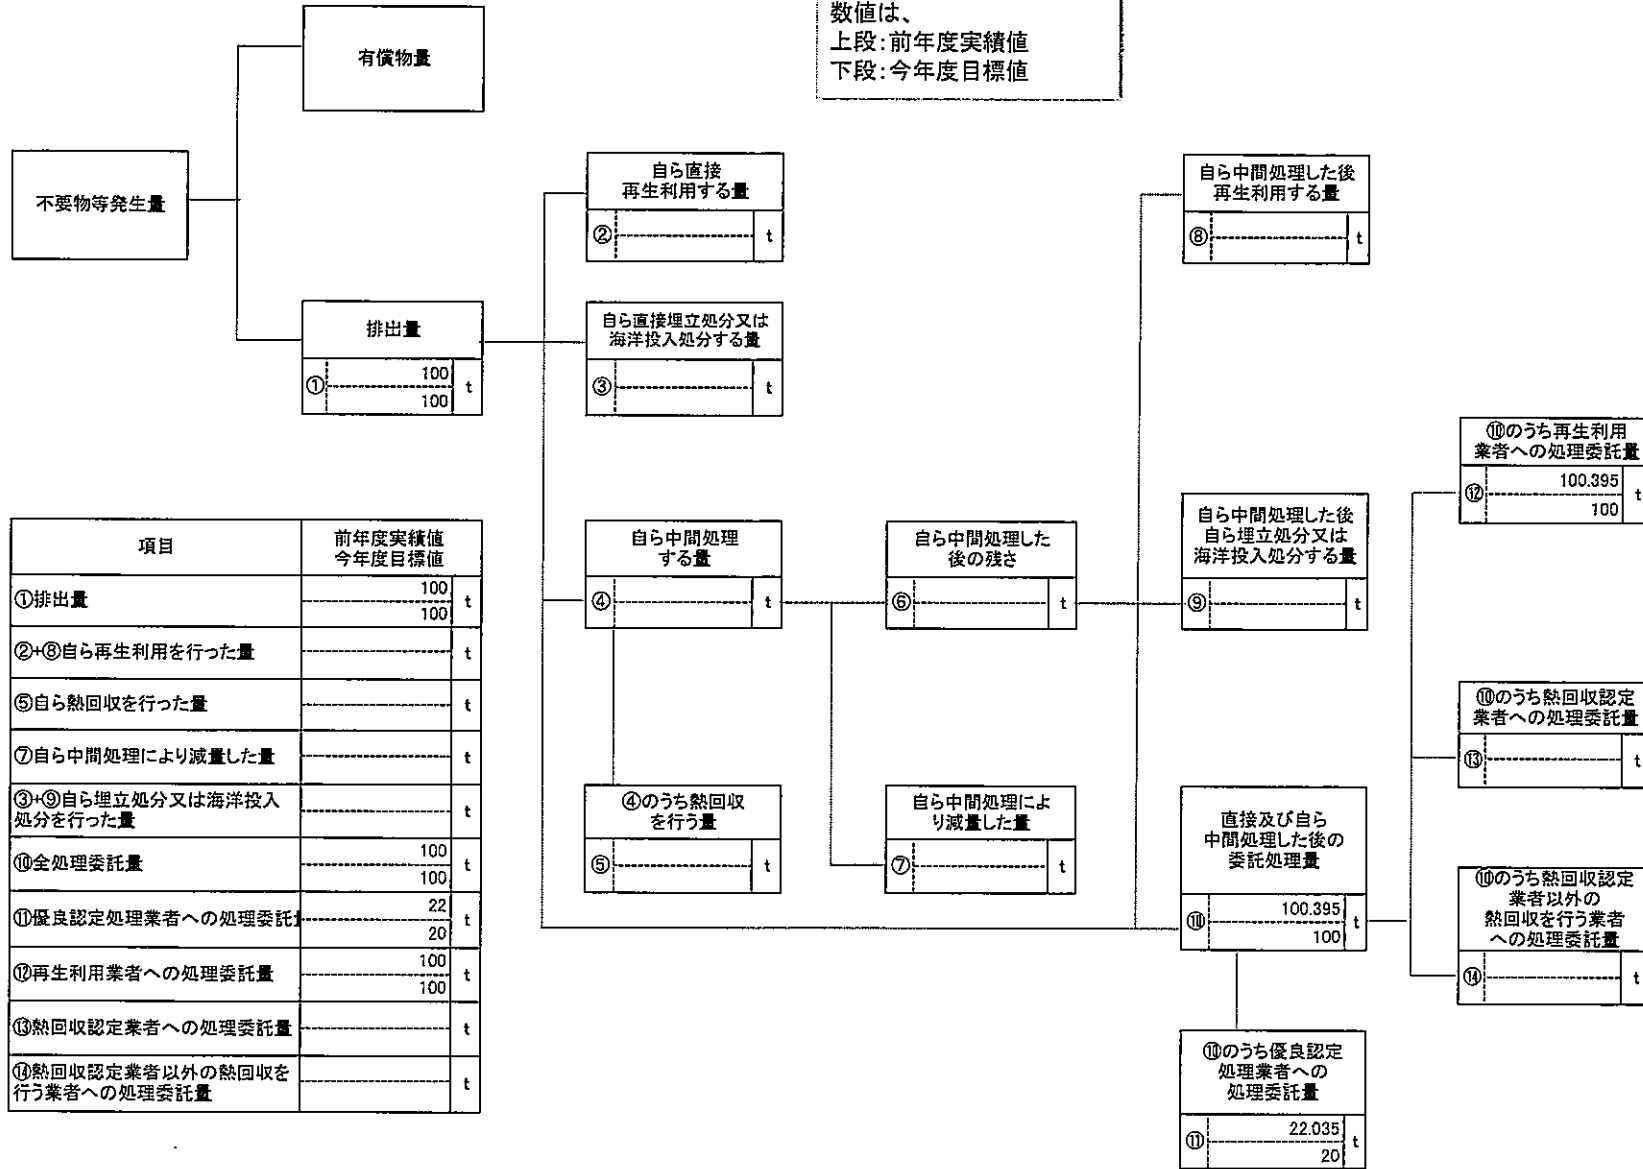 数値は、
上段:前年度実績値
下段:今年度目標値
有償物量
不要物等発生量
排出量
① 100 t
100
自ら直接
再生利用する量
② t
自ら直接埋立処分又は
海洋投入処分する量
③ t
自ら中間処理
する量
④ t
④のうち熱回収
を行う量
⑤ t
自ら中間処理した
後の残さ
⑥ t
自ら中間処理によ
り減量した量
⑦ t
自ら中間処理した後
再生利用する量
⑧ t
自ら中間処理した後
自ら埋立処分又は
海洋投入処分する量
⑨ t
直接及び自ら
中間処理した後の
委託処理量
⑩ 100.395 t
100
⑩のうち優良認定
処理業者への
処理委託量
⑪ 22.035 t
20
⑩のうち再生利用
業者への処理委託量
⑫ 100.395 t
100
⑩のうち熱回収認定
業者への処理委託量
⑬ t
⑩のうち熱回収認定
業者以外の
熱回収を行う業者
への処理委託量
⑭ t
項目 前年度実績値
今年度目標値
①排出量 100 t
100
②+⑧自ら再生利用を行った量 t
⑤自ら熱回収を行った量 t
⑦自ら中間処理により減量した量 t
③+⑨自ら埋立処分又は海洋投入
処分を行った量 t
⑩全処理委託量 100 t
100
⑪優良認定処理業者への処理委託 22 t
20
⑫再生利用業者への処理委託量 100 t
100
⑬熱回収認定業者への処理委託量 t
⑭熱回収認定業者以外の熱回収を
行う業者への処理委託量 t